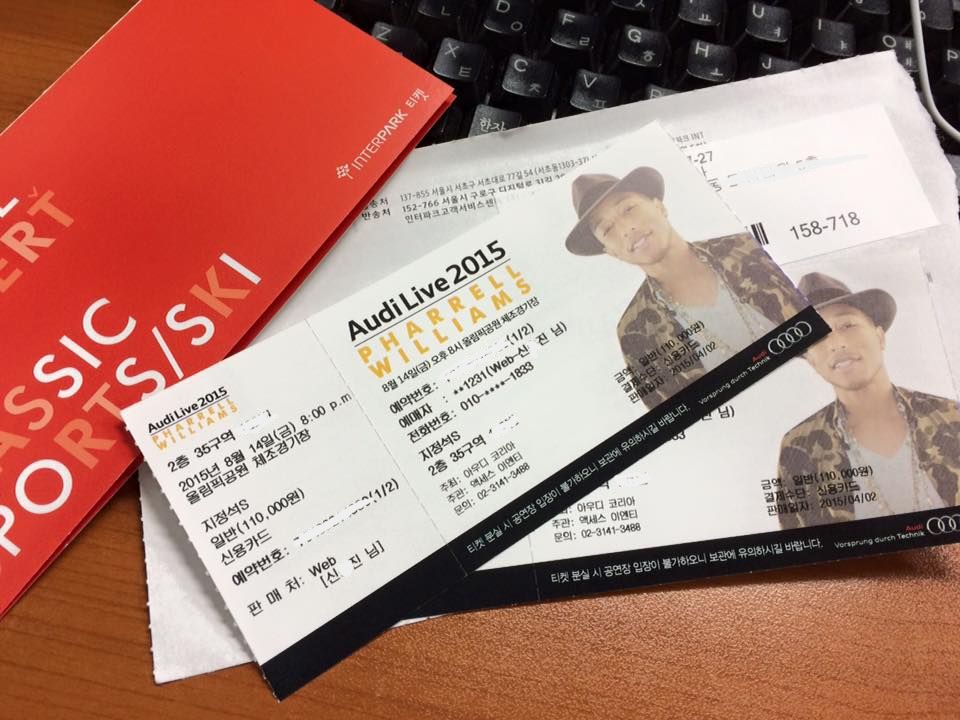 INTERPARK 티켓
ERT
ASSIC
PORTS/SKI
Z ㅋ
X ㅌ
C ㅊ
V ㅍ
F ㄹ
G ㅎ
H ㅗ
J ㅓ
Y ㅛ
U ㅕ
I ㅑ
한자
137-855 서울시 서초구 서초대로 77길 54 (서초동)303-37
반송처 152-766 서울시 구로구 디지털로
인터파크고객서비스센
INT
-27
158-718
Audi Live 2015
PHARRELL
WILLIAMS
2층 35구역
2015년 8월 14일(금) 8:00 p.m
올림픽공원 체조경기장
지정석S
일반(110,000원)
신용카드
예약번호: (1/2)
판 매 처: Web
[신 진 님]
Audi Live 2015
PHARRELL
WILLIAMS
8월 14일(금) 오후 8시 올림픽공원 체조경기장
예약번호: (1/2)
예매자 : **1231(Web-신 진 님)
전화번호: 010-****-1833
지정석S
2층 35구역
주최: 아우디 코리아
주관: 액세스 이엔티
문의: 02-3141-3488
금액: 일반(110,000원)
결제수단: 신용카드
판매일자: 2015/04/02
Audi
Vorsprung durch Technik
티켓 분실 시 공연장 입장이 불가하오니 보관에 유의하시길 바랍니다.
833
아우디 코리아
주관: 액세스 이엔티
문의: 02-3141-3488
금액: 일반(110,000원)
결제수단: 신용카드
판매일자: 2015/04/02
Audi
Vorsprung durch Technik
티켓 분실 시 공연장 입장이 불가하오니 보관에 유의하시길 바랍니다.